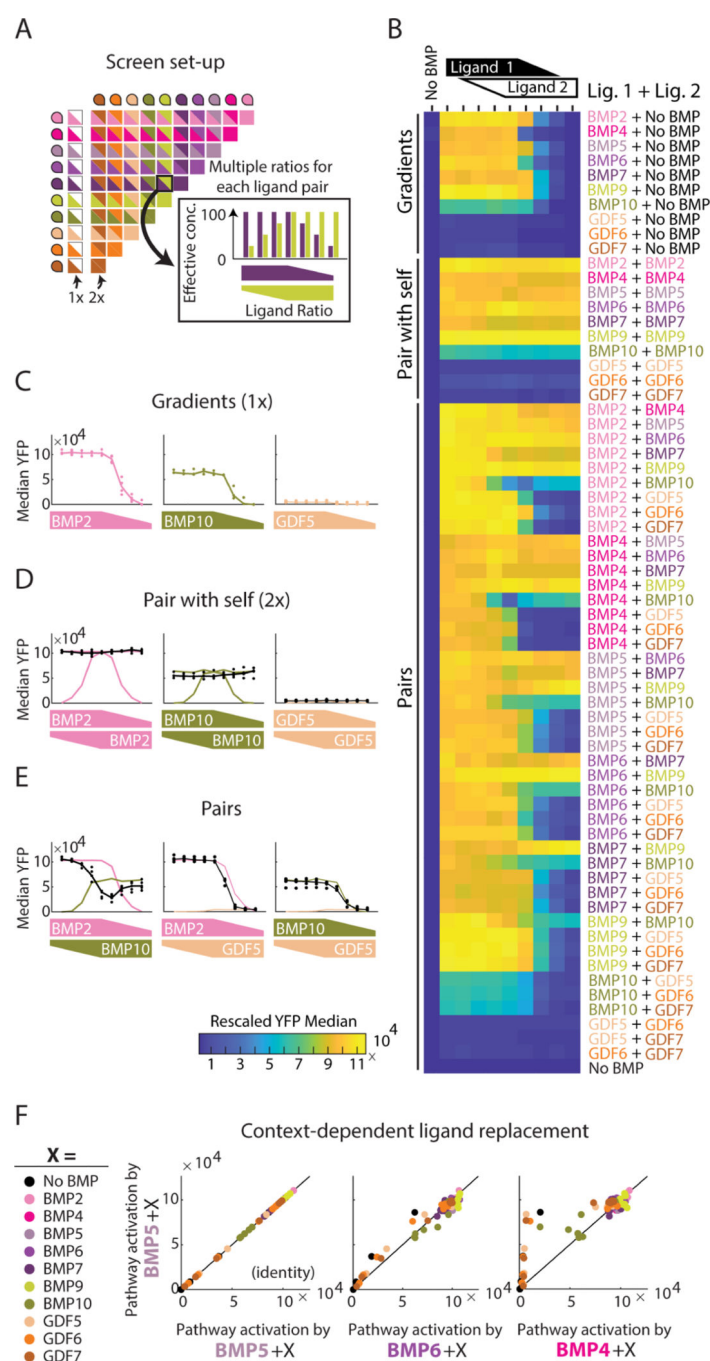 A
Screen set-up
1x 2x
Multiple ratios for
each ligand pair
100
0
Effective conc.
Ligand Ratio
B
No BMP
Ligand 1
Ligand 2
Lig. 1 + Lig. 2
Gradients
BMP2 + No BMP
BMP4 + No BMP
BMP5 + No BMP
BMP6 + No BMP
BMP7 + No BMP
BMP9 + No BMP
BMP10 + No BMP
GDF5 + No BMP
GDF6 + No BMP
GDF7 + No BMP
Pair with self
BMP2 + BMP2
BMP4 + BMP4
BMP5 + BMP5
BMP6 + BMP6
BMP7 + BMP7
BMP9 + BMP9
BMP10 + BMP10
GDF5 + GDF5
GDF6 + GDF6
GDF7 + GDF7
Pairs
BMP2 + BMP4
BMP2 + BMP5
BMP2 + BMP6
BMP2 + BMP7
BMP2 + BMP9
BMP2 + BMP10
BMP2 + GDF5
BMP2 + GDF6
BMP2 + GDF7
BMP4 + BMP5
BMP4 + BMP6
BMP4 + BMP7
BMP4 + BMP9
BMP4 + BMP10
BMP4 + GDF5
BMP4 + GDF6
BMP4 + GDF7
BMP5 + BMP6
BMP5 + BMP7
BMP5 + BMP9
BMP5 + BMP10
BMP5 + GDF5
BMP5 + GDF6
BMP5 + GDF7
BMP6 + BMP7
BMP6 + BMP9
BMP6 + BMP10
BMP6 + GDF5
BMP6 + GDF6
BMP6 + GDF7
BMP7 + BMP9
BMP7 + BMP10
BMP7 + GDF5
BMP7 + GDF6
BMP7 + GDF7
BMP9 + BMP10
BMP9 + GDF5
BMP9 + GDF6
BMP9 + GDF7
BMP10 + GDF5
BMP10 + GDF6
BMP10 + GDF7
GDF5 + GDF6
GDF5 + GDF7
GDF6 + GDF7
No BMP
C
Gradients (1x)
×10⁴
10
5
0
Median YFP
BMP2 BMP10 GDF5
D
Pair with self (2x)
×10⁴
10
5
0
Median YFP
BMP2 BMP10 GDF5
BMP2 BMP10 GDF5
E
Pairs
×10⁴
10
5
0
Median YFP
BMP2 BMP2 BMP10
BMP10 GDF5 GDF5
Rescaled YFP Median
1 3 5 7 9 11
× 10⁴
F
Context-dependent ligand replacement
X =
No BMP
BMP2
BMP4
BMP5
BMP6
BMP7
BMP9
BMP10
GDF5
GDF6
GDF7
Pathway activation by
BMP5+X
× 10⁴
10
5
0
(identity)
0 5 10 × 10⁴
0 5 10 × 10⁴
0 5 10 × 10⁴
Pathway activation by
BMP5+X
Pathway activation by
BMP6+X
Pathway activation by
BMP4+X